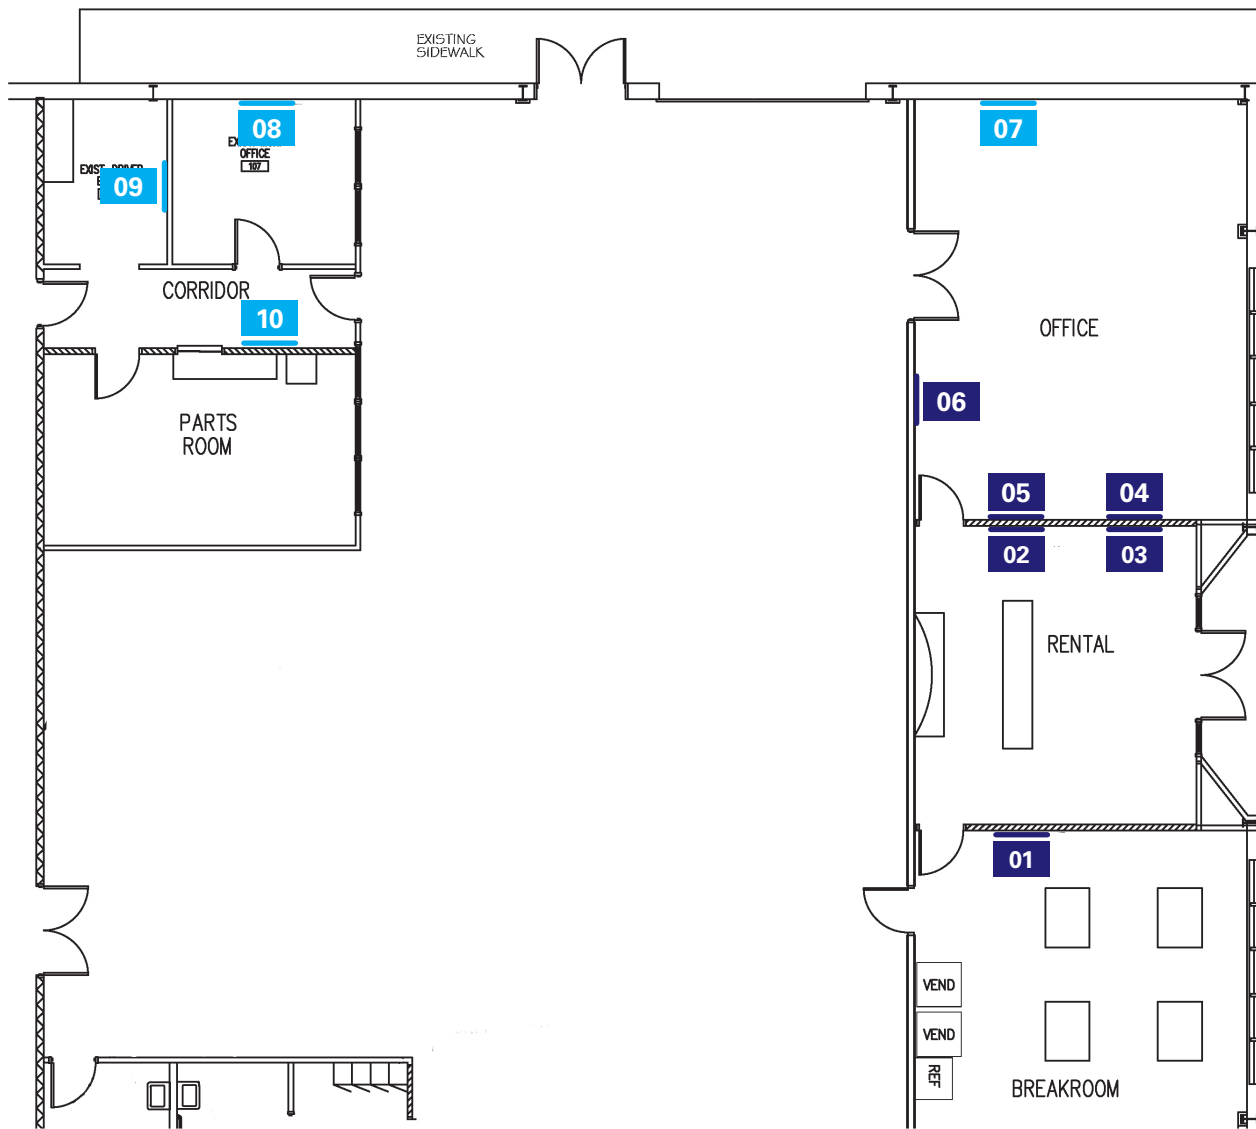 EXISTING
SIDEWALK
08
07
OFFICE
107
EXIST
09
CORRIDOR
10
OFFICE
06
PARTS
ROOM
05
04
02
03
RENTAL
01
VEND
VEND
REF
BREAKROOM